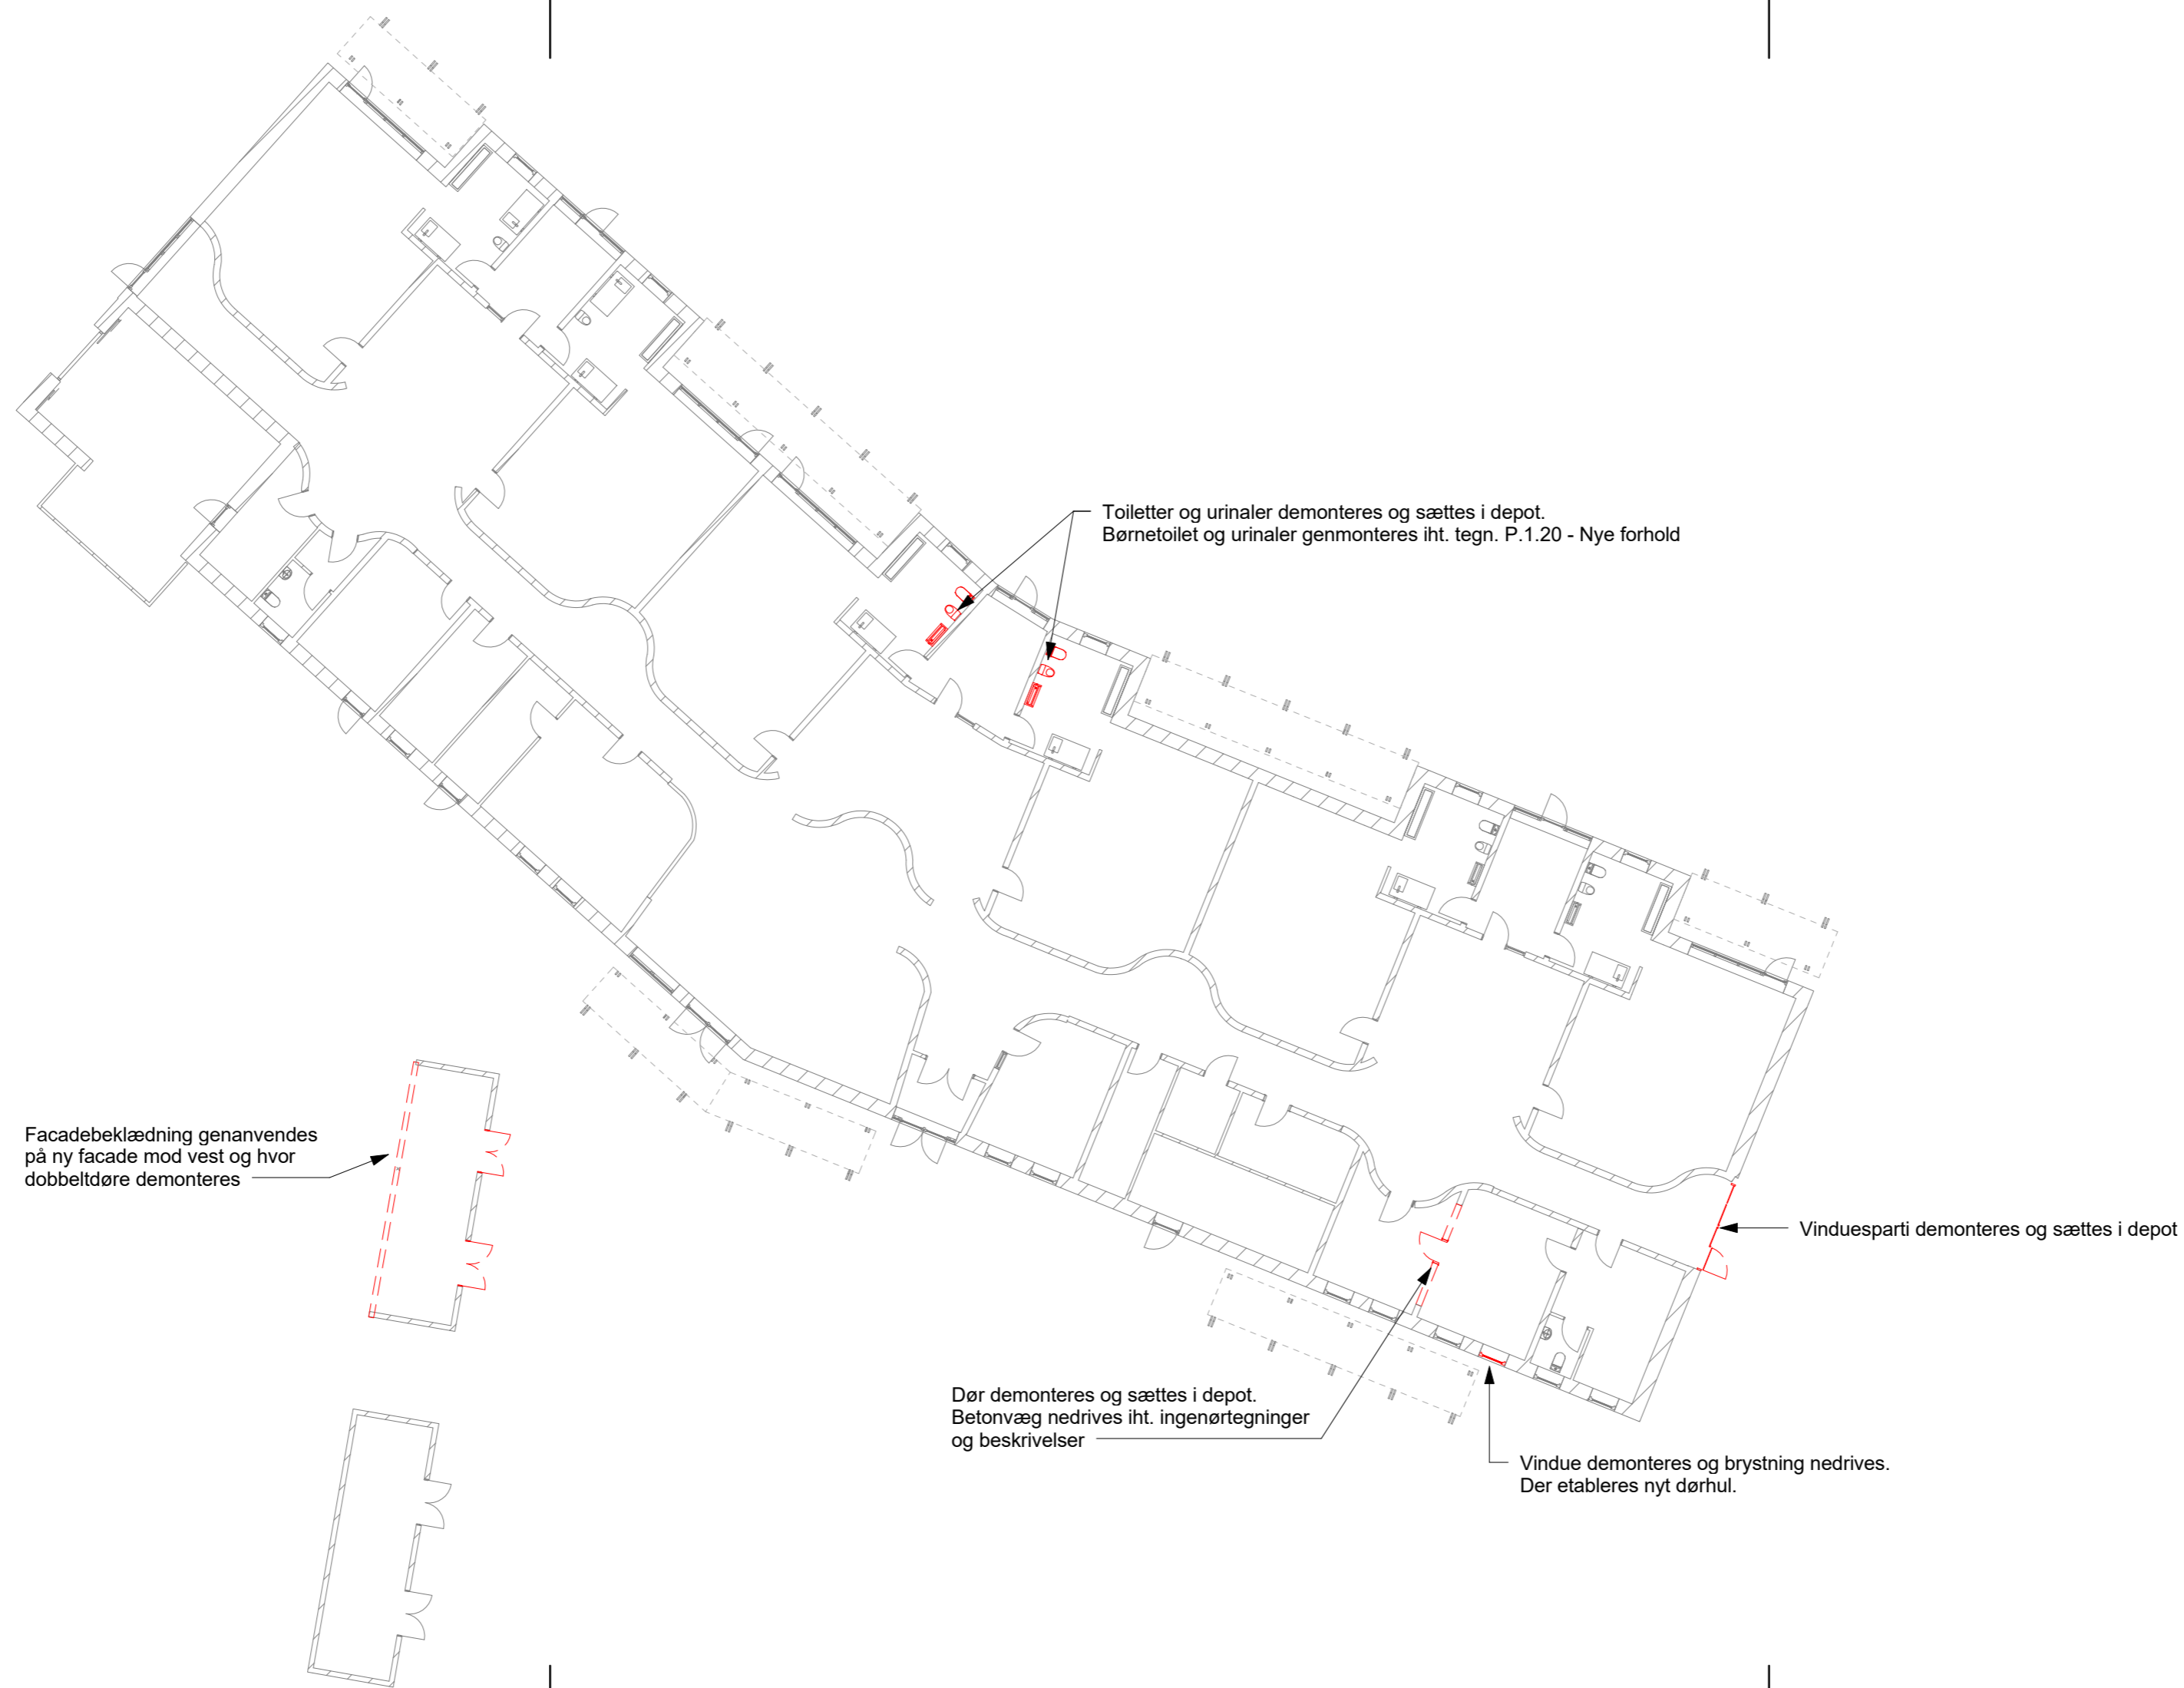 Toiletter og urinaler demonteres og sættes i depot.
Børnetoilet og urinaler genmonteres iht. tegn. P.1.20 - Nye forhold
Facadebeklædning genanvendes
på ny facade mod vest og hvor
dobbeltdøre demonteres
Vinduesparti demonteres og sættes i depot
Dør demonteres og sættes i depot.
Betonvæg nedrives iht. ingenørtegninger
og beskrivelser
Vindue demonteres og brystning nedrives.
Der etableres nyt dørhul.